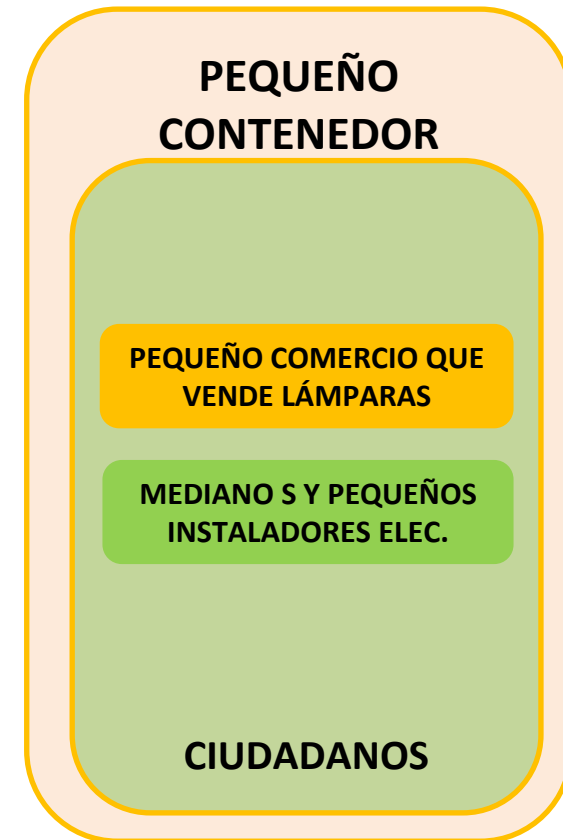 PEQUEÑO
CONTENEDOR
PEQUEÑO COMERCIO QUE
VENDE LÁMPARAS
MEDIANO S Y PEQUEÑOS
INSTALADORES ELEC.
CIUDADANOS